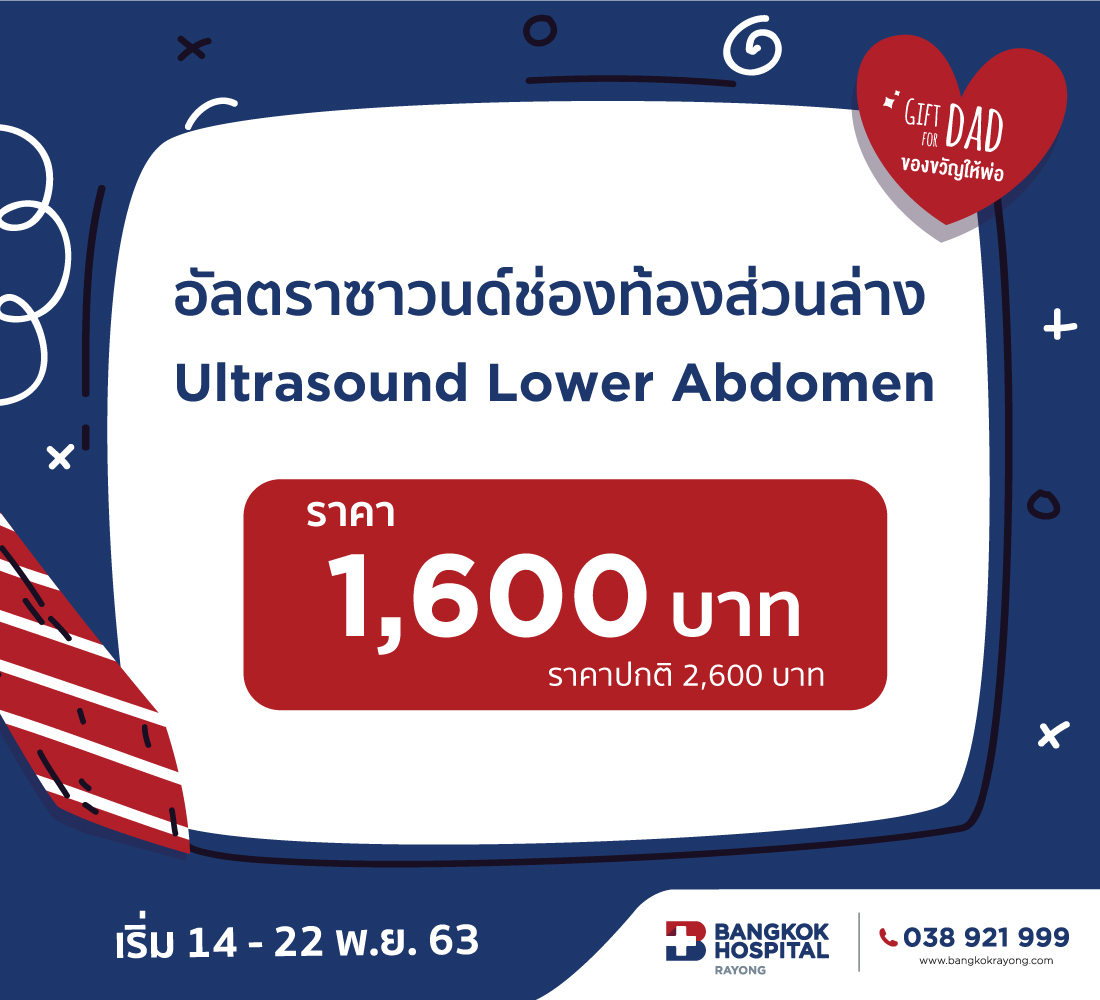 GIFT FOR DAD
ของขวัญให้พ่อ
อัลตราซาวนด์ช่องท้องส่วนล่าง
Ultrasound Lower Abdomen
ราคา
1,600 บาท
ราคาปกติ 2,600 บาท
เริ่ม 14 - 22 พ.ย. 63
BANGKOK
HOSPITAL
RAYONG
038 921 999
www.bangkokrayong.com